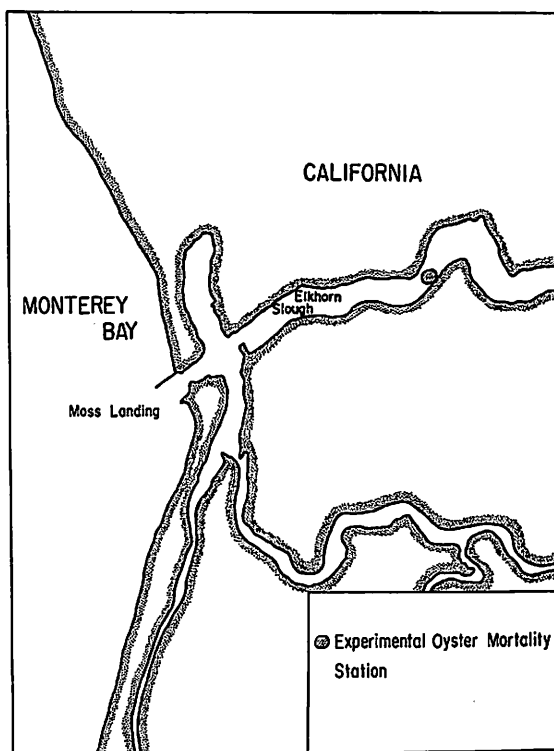 CALIFORNIA
Elkhorn
Slough
MONTEREY
BAY
Moss Landing
Experimental Oyster Mortality
Station